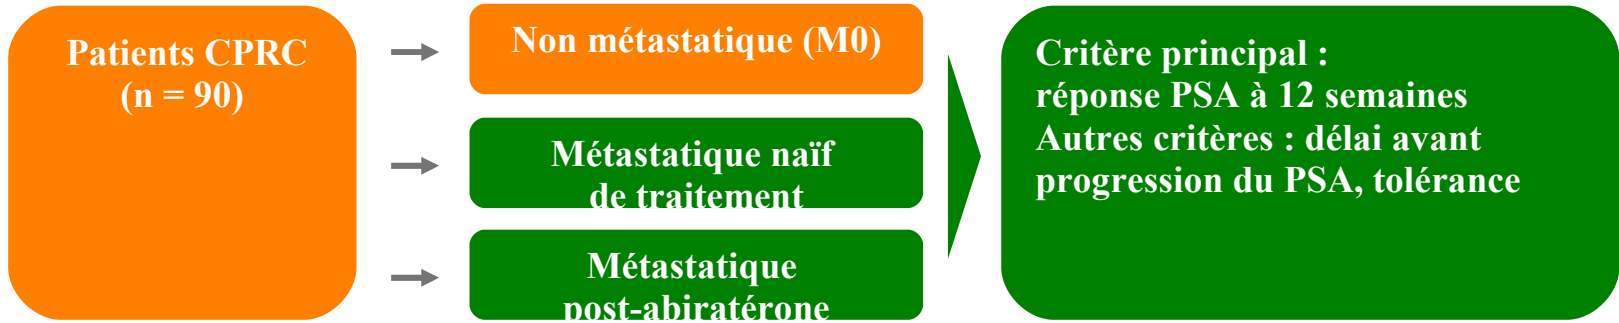 Patients CPRC
(n = 90)
Non métastatique (M0)
Métastatique naïf
de traitement
Métastatique
post-abiratérone
Critère principal :
réponse PSA à 12 semaines
Autres critères : délai avant
progression du PSA, tolérance